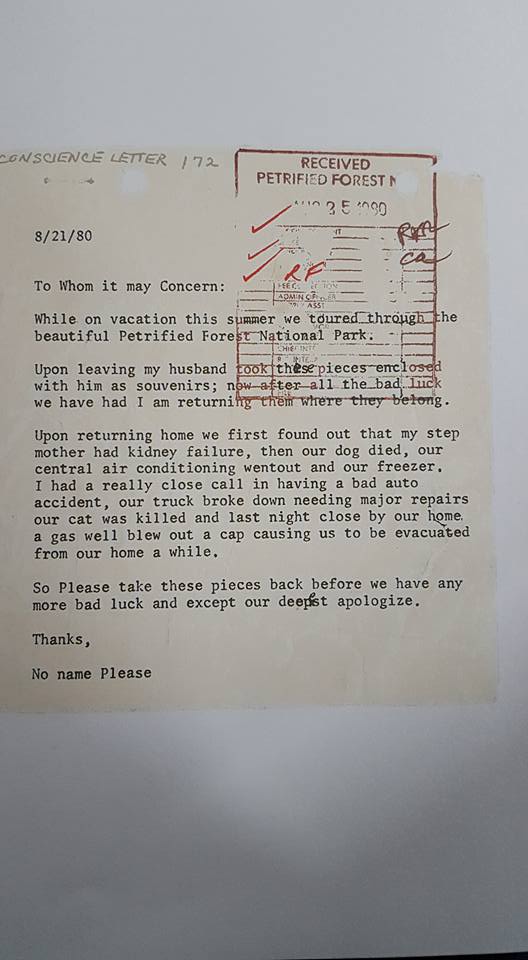 CONSCIENCE LETTER 172
RECEIVED
PETRIFIED FOREST N
25 1980
8/21/80
RF
To Whom it may Concern:
ADMIN OFFICER
ASST
While on vacation this summer we toured through the
beautiful Petrified Forest National Park.
Upon leaving my husband took these pieces enclosed
with him as souvenirs; now after all the bad luck
we have had I am returning them where they belong.
Upon returning home we first found out that my step
mother had kidney failure, then our dog died, our
central air conditioning wentout and our freezer.
I had a really close call in having a bad auto
accident, our truck broke down needing major repairs
our cat was killed and last night close by our home.
a gas well blew out a cap causing us to be evacuated
from our home a while.
So Please take these pieces back before we have any
more bad luck and except our deepst apologize.
Thanks,
No name Please